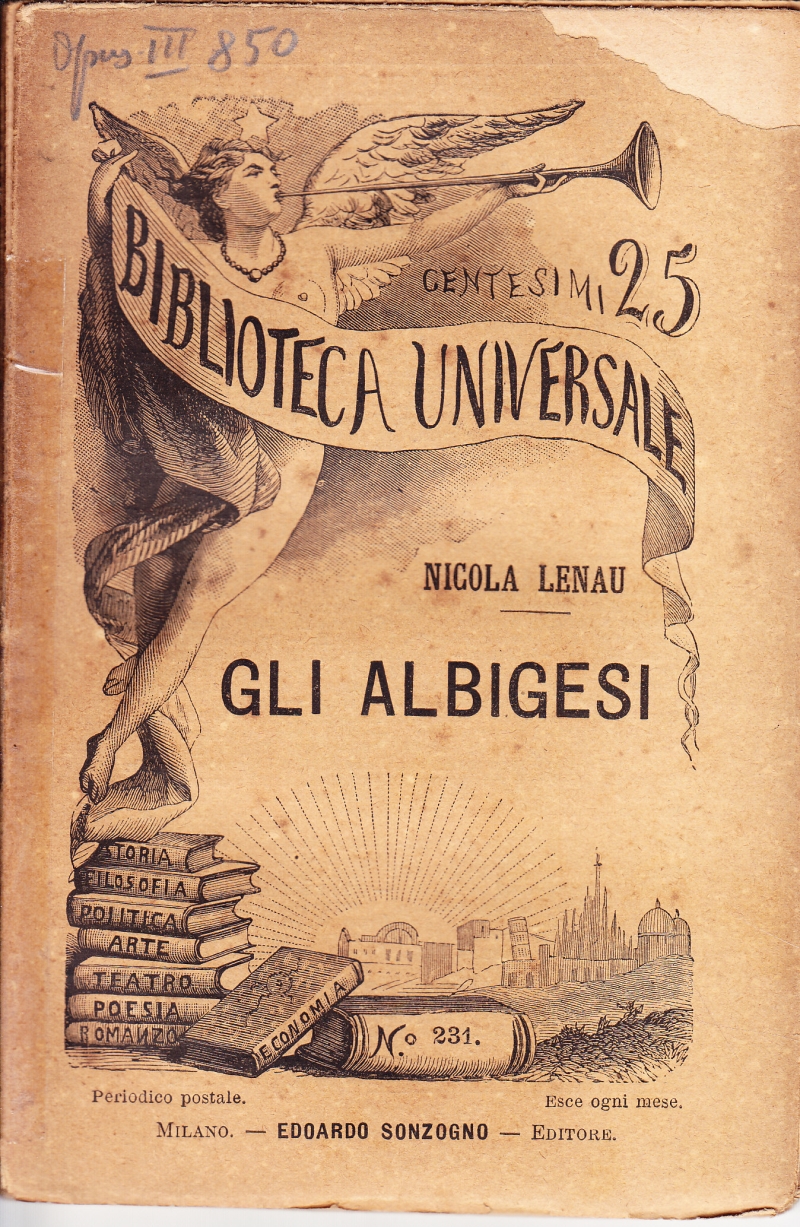 Opus III 850
CENTESIMI 25
BIBLIOTECA UNIVERSALE
NICOLA LENAU
GLI ALBIGESI
STORIA
FILOSOFIA
POLITICA
ARTE
TEATRO
POESIA
ROMANZO
ECONOMIA
No. 231.
Periodico postale.
Esce ogni mese.
MILANO. — EDOARDO SONZOGNO — EDITORE.